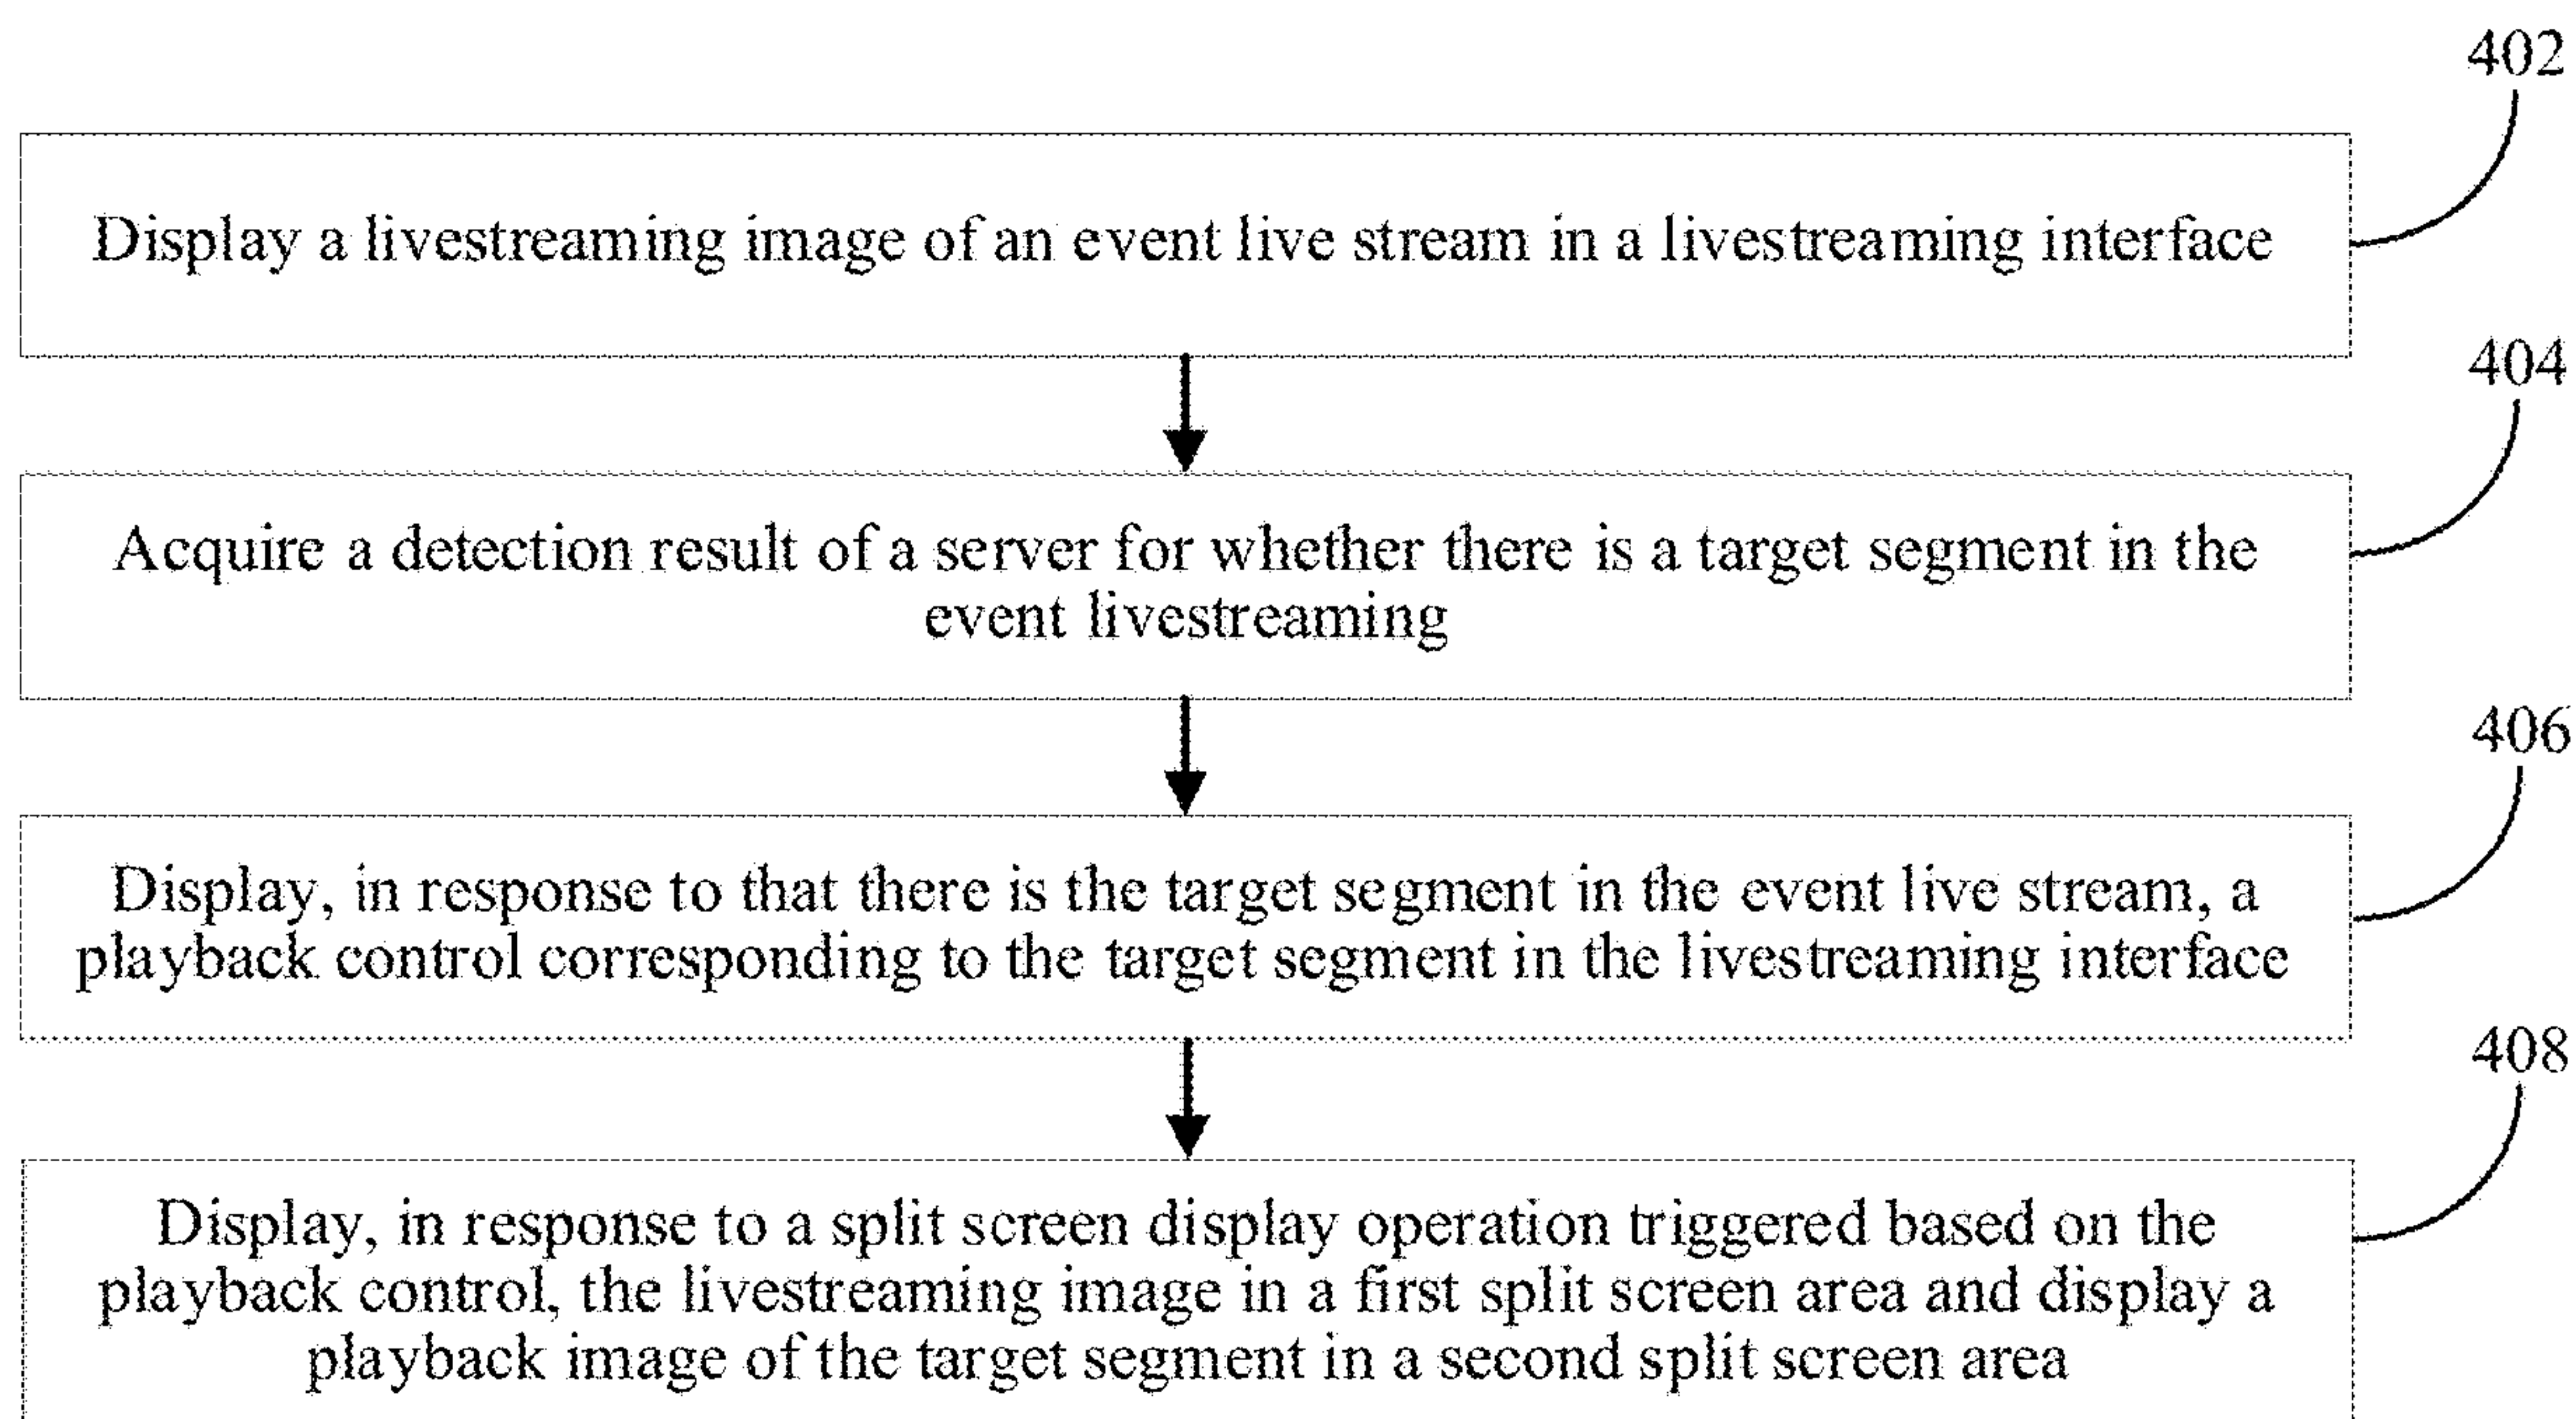 402
Display a livestreaming image of an event live stream in a livestreaming interface
404
Acquire a detection result of a server for whether there is a target segment in the
event livestreaming
406
Display, in response to that there is the target segment in the event live stream, a
playback control corresponding to the target segment in the livestreaming interface
408
Display, in response to a split screen display operation triggered based on the
playback control, the livestreaming image in a first split screen area and display a
playback image of the target segment in a second split screen area